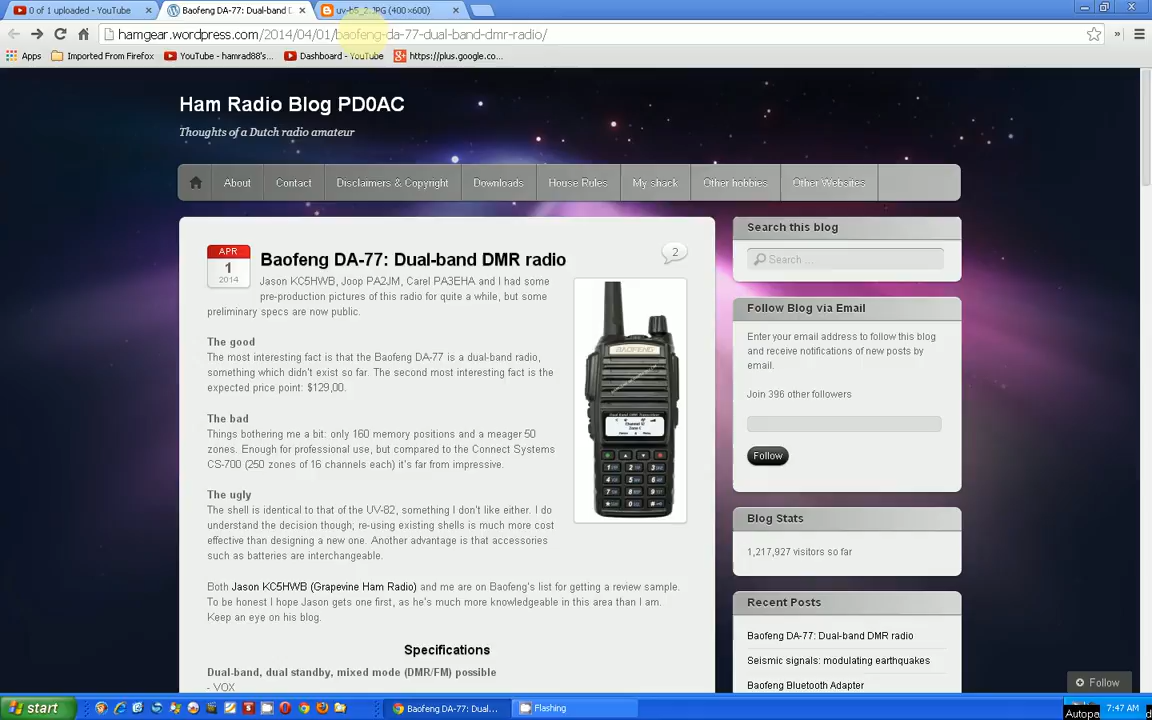 0 of 1 uploaded - YouTube
Baofeng DA-77: Dual-band D
uv-b5_2.JPG (400×600)
hamgear.wordpress.com/2014/04/01/baofeng-da-77-dual-band-dmr-radio/
Apps
Imported From Firefox
YouTube - hamrad88's...
Dashboard - YouTube
https://plus.google.co...
Ham Radio Blog PD0AC
Thoughts of a Dutch radio amateur
About
Contact
Disclaimers & Copyright
Downloads
House Rules
My shack
Other hobbies
Other Websites
APR
1
2014
Baofeng DA-77: Dual-band DMR radio
2
Jason KC5HWB, Joop PA2JM, Carel PA3EHA and I had some
pre-production pictures of this radio for quite a while, but some
preliminary specs are now public.
The good
The most interesting fact is that the Baofeng DA-77 is a dual-band radio,
something which didn't exist so far. The second most interesting fact is the
expected price point: $129,00.
The bad
Things bothering me a bit: only 160 memory positions and a meager 50
zones. Enough for professional use, but compared to the Connect Systems
CS-700 (250 zones of 16 channels each) it's far from impressive.
The ugly
The shell is identical to that of the UV-82, something I don't like either. I do
understand the decision though; re-using existing shells is much more cost
effective than designing a new one. Another advantage is that accessories
such as batteries are interchangeable.
BAOFENG
Both Jason KC5HWB (Grapevine Ham Radio) and me are on Baofeng's list for getting a review sample.
To be honest I hope Jason gets one first, as he's much more knowledgeable in this area than I am.
Keep an eye on his blog.
Specifications
Dual-band, dual standby, mixed mode (DMR/FM) possible
- VOX
Search this blog
Search ...
Follow Blog via Email
Enter your email address to follow this blog
and receive notifications of new posts by
email.
Join 396 other followers
Follow
Blog Stats
1,217,927 visitors so far
Recent Posts
Baofeng DA-77: Dual-band DMR radio
Seismic signals: modulating earthquakes
Baofeng Bluetooth Adapter
Follow
start
Baofeng DA-77: Dual...
Flashing
7:47 AM
Autopa